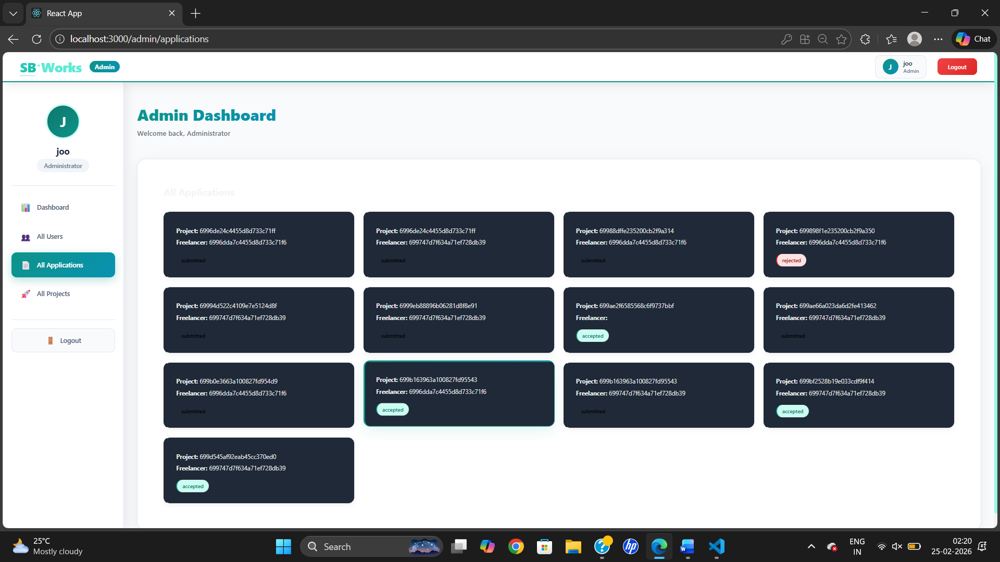 React App
localhost:3000/admin/applications
Chat
SB Works
Admin
J
joo
Admin
Logout
J
joo
Administrator
Dashboard
All Users
All Applications
All Projects
Logout
Admin Dashboard
Welcome back, Administrator
All Applications
Project: 6996de24c4455d8d733c71ff
Freelancer: 6996dda7c4455d8d733c71f6
submitted
Project: 6996de24c4455d8d733c71ff
Freelancer: 699747d7f634a71ef728db39
submitted
Project: 69988dffe235200cb2f9a314
Freelancer: 6996dda7c4455d8d733c71f6
submitted
Project: 699898f1e235200cb2f9a350
Freelancer: 6996dda7c4455d8d733c71f6
rejected
Project: 69994d522c4109e7e5124d8f
Freelancer: 699747d7f634a71ef728db39
submitted
Project: 6999eb88896b06281d8f8e91
Freelancer: 699747d7f634a71ef728db39
submitted
Project: 699ae2f6585568c6f9737bbf
Freelancer:
accepted
Project: 699ae66a023da6d2fe413462
Freelancer: 699747d7f634a71ef728db39
submitted
Project: 699b0e3663a100827fd954d9
Freelancer: 6996dda7c4455d8d733c71f6
submitted
Project: 699b163963a100827fd95543
Freelancer: 6996dda7c4455d8d733c71f6
accepted
Project: 699b163963a100827fd95543
Freelancer: 699747d7f634a71ef728db39
submitted
Project: 699bf2528b19e033cdf9f414
Freelancer: 699747d7f634a71ef728db39
accepted
Project: 699d545af92eab45cc370ed0
Freelancer: 699747d7f634a71ef728db39
accepted
25°C
Mostly cloudy
Search
hp
W
ENG
IN
02:20
25-02-2026